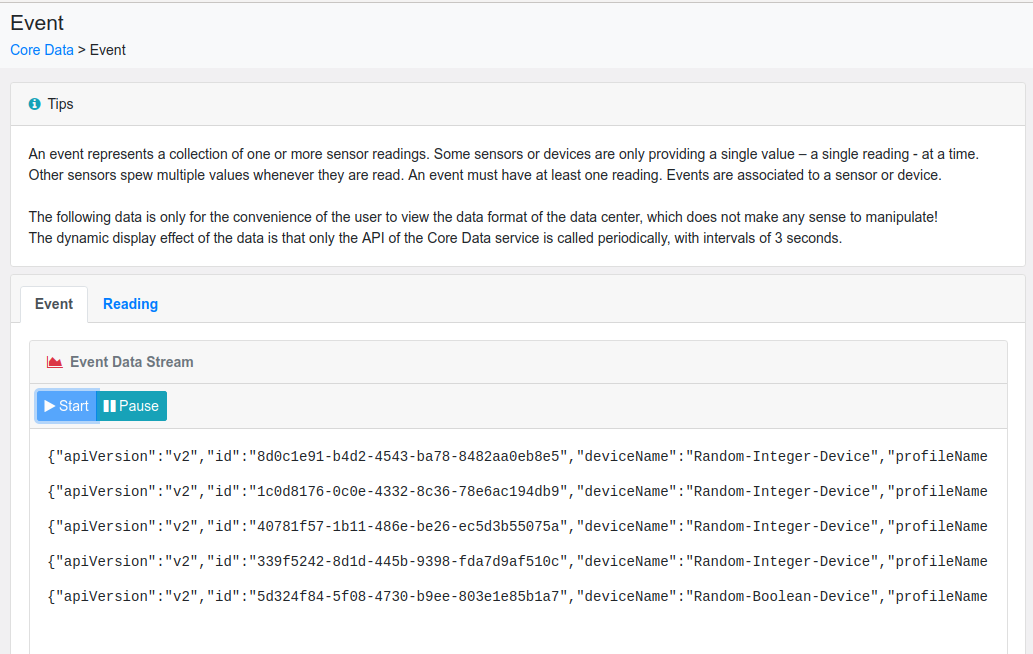 Event
Core Data > Event
Tips
An event represents a collection of one or more sensor readings. Some sensors or devices are only providing a single value – a single reading - at a time.
Other sensors spew multiple values whenever they are read. An event must have at least one reading. Events are associated to a sensor or device.
The following data is only for the convenience of the user to view the data format of the data center, which does not make any sense to manipulate!
The dynamic display effect of the data is that only the API of the Core Data service is called periodically, with intervals of 3 seconds.
Event Reading
Event Data Stream
Start Pause
{"apiVersion":"v2","id":"8d0c1e91-b4d2-4543-ba78-8482aa0eb8e5","deviceName":"Random-Integer-Device","profileName
{"apiVersion":"v2","id":"1c0d8176-0c0e-4332-8c36-78e6ac194db9","deviceName":"Random-Integer-Device","profileName
{"apiVersion":"v2","id":"40781f57-1b11-486e-be26-ec5d3b55075a","deviceName":"Random-Integer-Device","profileName
{"apiVersion":"v2","id":"339f5242-8d1d-445b-9398-fda7d9af510c","deviceName":"Random-Integer-Device","profileName
{"apiVersion":"v2","id":"5d324f84-5f08-4730-b9ee-803e1e85b1a7","deviceName":"Random-Boolean-Device","profileName